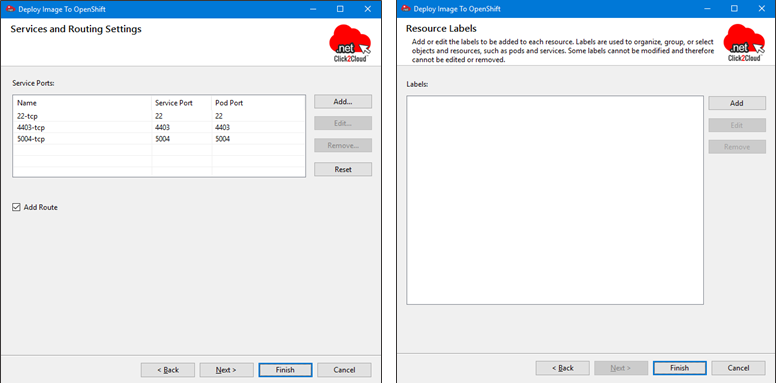 Deploy Image To OpenShift
Services and Routing Settings
.net
Click2Cloud
Service Ports:
Name Service Port Pod Port
22-tcp 22 22
4403-tcp 4403 4403
5004-tcp 5004 5004
Add...
Edit...
Remove...
Reset
Add Route
< Back Next > Finish Cancel
Deploy Image To OpenShift
Resource Labels
Add or edit the labels to be added to each resource. Labels are used to organize, group, or select
objects and resources, such as pods and services. Some labels cannot be modified and therefore
cannot be edited or removed.
.net
Click2Cloud
Labels:
Add
Edit
Remove
< Back Next > Finish Cancel